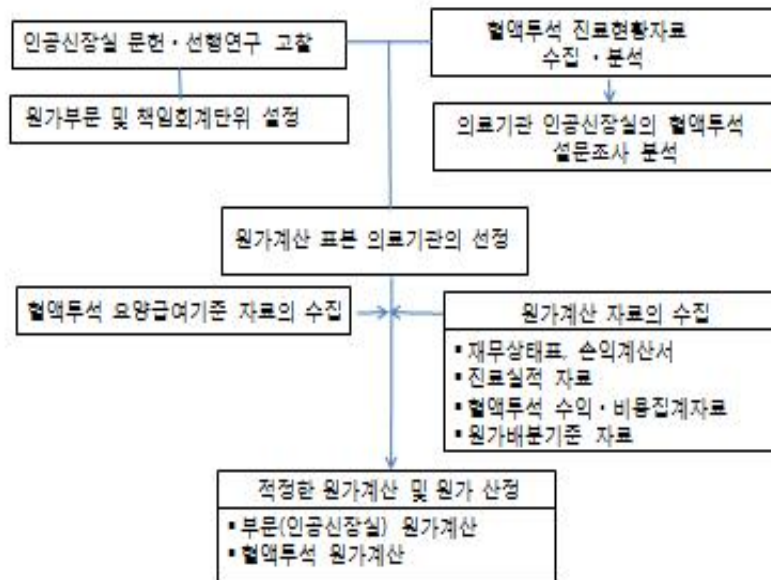 인공신장실 문헌・선행연구 고찰
혈액투석 진료현황자료
수집・분석
원가부문 및 책임회계단위 설정
의료기관 인공신장실의 혈액투석
설문조사 분석
원가계산 표본 의료기관의 선정
혈액투석 요양급여기준 자료의 수집
원가계산 자료의 수집
▪ 재무상태표, 손익계산서
▪ 진료실적 자료
▪ 혈액투석 수익・비용집계자료
▪ 원가배분기준 자료
적정한 원가계산 및 원가 산정
▪ 부문(인공신장실) 원가계산
▪ 혈액투석 원가계산